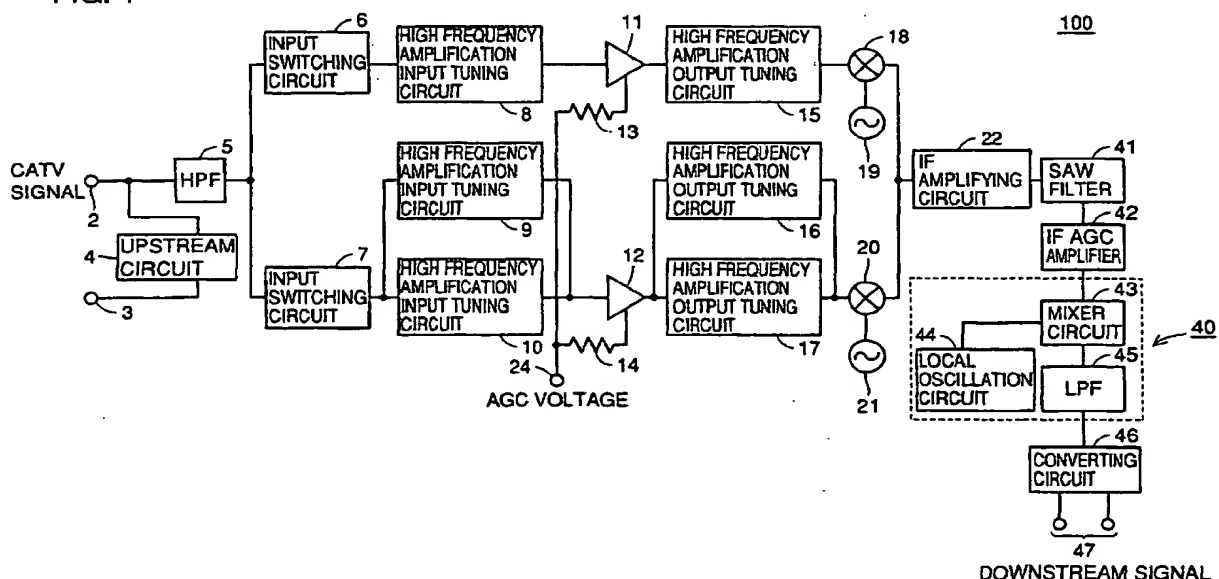 100
6
INPUT
SWITCHING
CIRCUIT
HIGH FREQUENCY
AMPLIFICATION
INPUT TUNING
CIRCUIT
8
11
13
HIGH FREQUENCY
AMPLIFICATION
OUTPUT TUNING
CIRCUIT
15
18
19
CATV
SIGNAL
2
5
HPF
4
UPSTREAM
CIRCUIT
3
7
INPUT
SWITCHING
CIRCUIT
HIGH FREQUENCY
AMPLIFICATION
INPUT TUNING
CIRCUIT
9
HIGH FREQUENCY
AMPLIFICATION
INPUT TUNING
CIRCUIT
10
12
14
24
AGC VOLTAGE
HIGH FREQUENCY
AMPLIFICATION
OUTPUT TUNING
CIRCUIT
16
HIGH FREQUENCY
AMPLIFICATION
OUTPUT TUNING
CIRCUIT
17
20
21
22
IF
AMPLIFYING
CIRCUIT
41
SAW
FILTER
42
IF AGC
AMPLIFIER
43
MIXER
CIRCUIT
40
44
LOCAL
OSCILLATION
CIRCUIT
45
LPF
46
CONVERTING
CIRCUIT
47
DOWNSTREAM SIGNAL